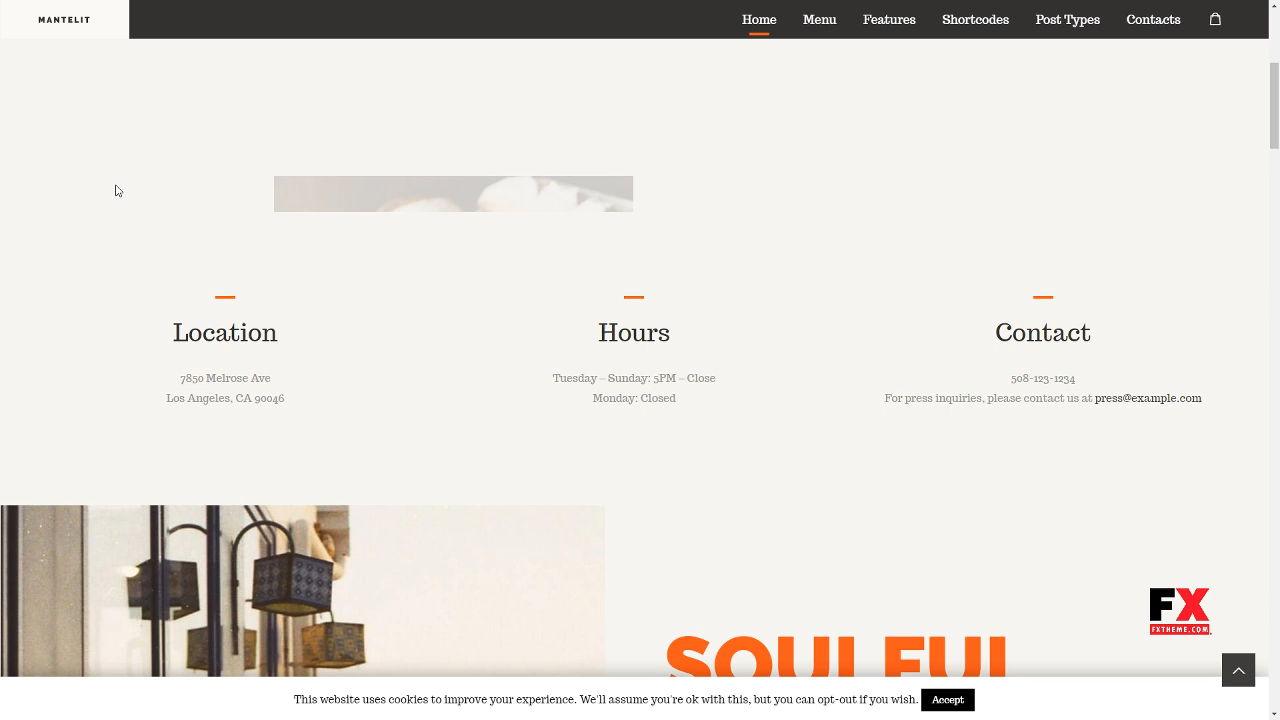 MANTELIT
Home Menu Features Shortcodes Post Types Contacts
Location
7850 Melrose Ave
Los Angeles, CA 90046
Hours
Tuesday – Sunday: 5PM – Close
Monday: Closed
Contact
508-123-1234
For press inquiries, please contact us at press@example.com
SOULFUL
FX
FXTHEME.COM
This website uses cookies to improve your experience. We'll assume you're ok with this, but you can opt-out if you wish. Accept